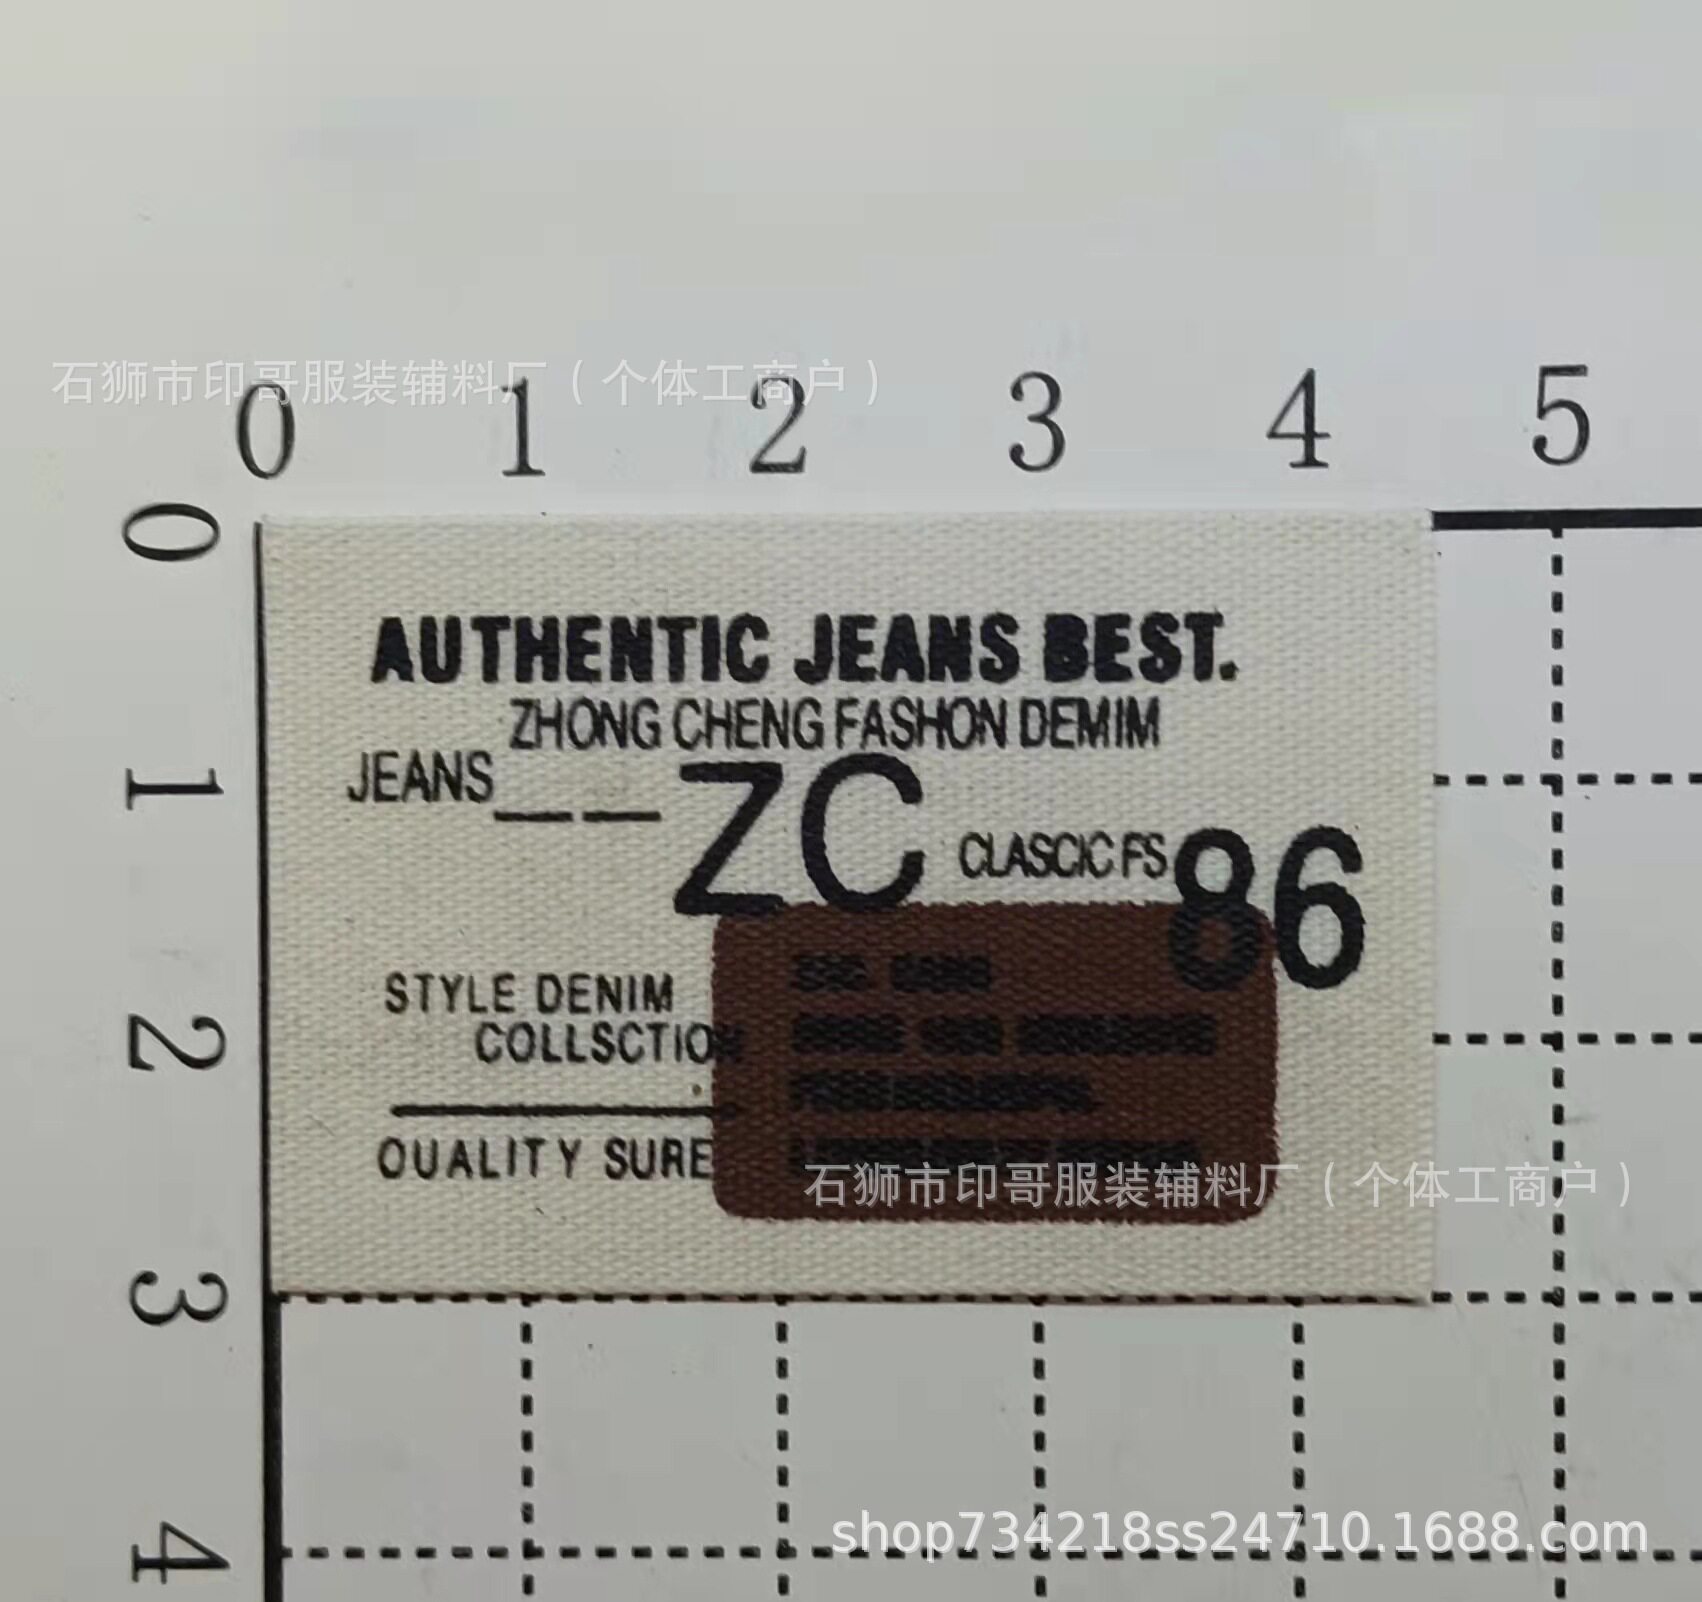 石狮市印哥服装辅料厂（个体工商户）
0 1 2 3 4 5
0
AUTHENTIC JEANS BEST.
ZHONG CHENG FASHON DEMIM
JEANS__ ZC CLASCIC FS 86
1
STYLE DENIM
COLLSCTION
2
OUALITY SURE
石狮市印哥服装辅料厂（个体工商户）
3
shop734218ss24710.1688.com
4